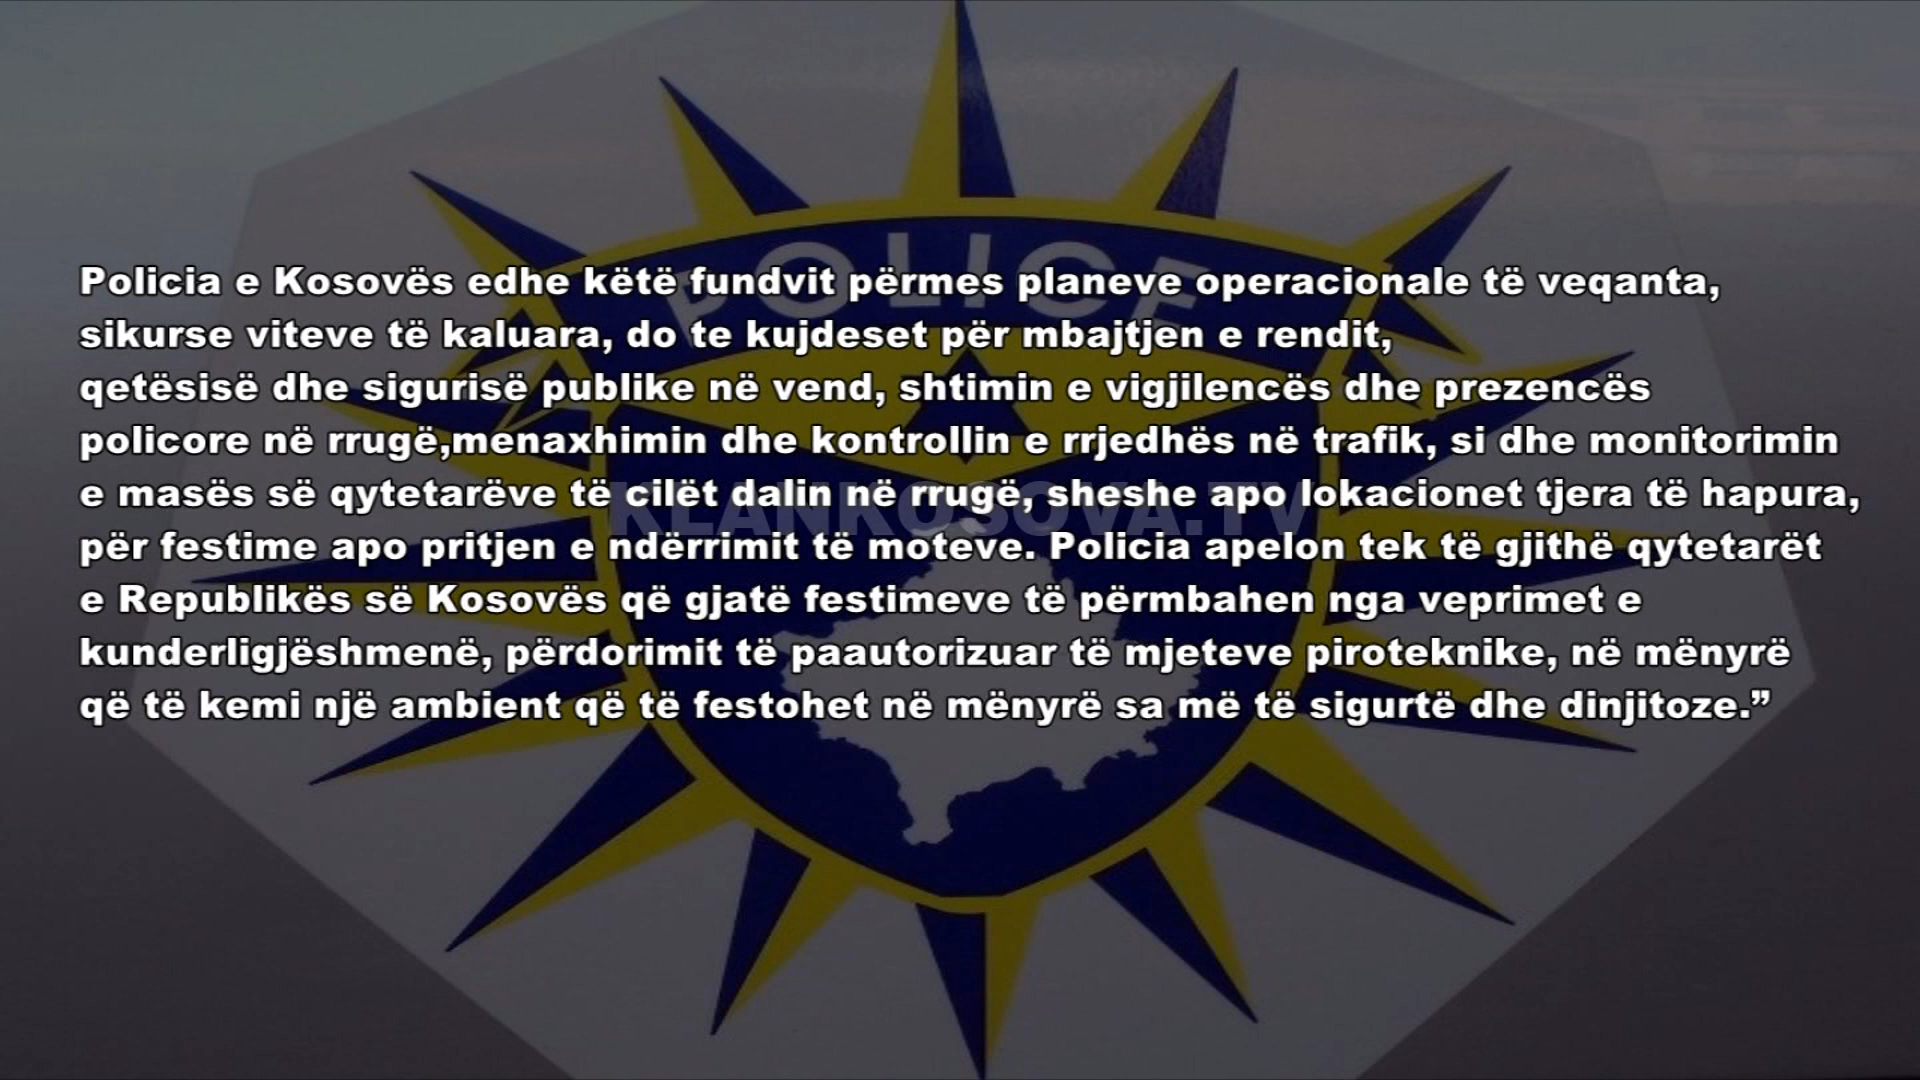 POLICE
Policia e Kosovës edhe këtë fundvit përmes planeve operacionale të veqanta,
sikurse viteve të kaluara, do te kujdeset për mbajtjen e rendit,
qetësisë dhe sigurisë publike në vend, shtimin e vigjilencës dhe prezencës
policore në rrugë,menaxhimin dhe kontrollin e rrjedhës në trafik, si dhe monitorimin
e masës së qytetarëve të cilët dalin në rrugë, sheshe apo lokacionet tjera të hapura,
KLANKOSOVA.TV
për festime apo pritjen e ndërrimit të moteve. Policia apelon tek të gjithë qytetarët
e Republikës së Kosovës që gjatë festimeve të përmbahen nga veprimet e
kunderligjëshmenë, përdorimit të paautorizuar të mjeteve piroteknike, në mënyrë
që të kemi një ambient që të festohet në mënyrë sa më të sigurtë dhe dinjitoze.”